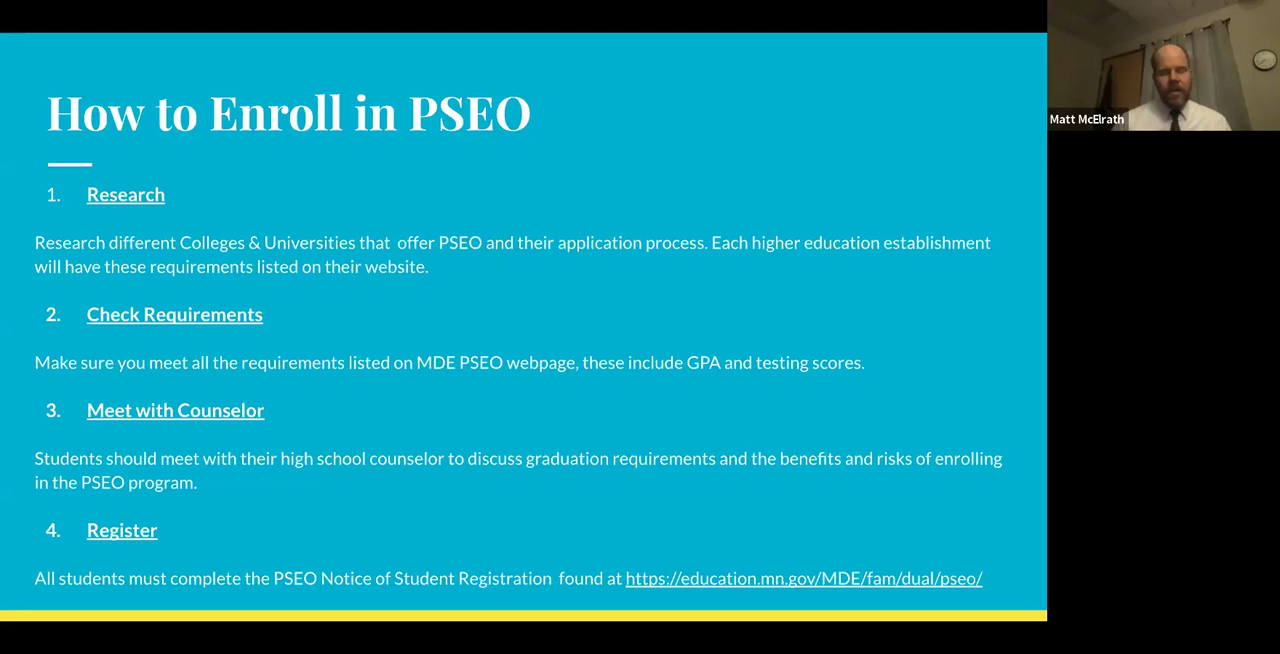 How to Enroll in PSEO
1. Research
Research different Colleges & Universities that offer PSEO and their application process. Each higher education establishment
will have these requirements listed on their website.
2. Check Requirements
Make sure you meet all the requirements listed on MDE PSEO webpage, these include GPA and testing scores.
3. Meet with Counselor
Students should meet with their high school counselor to discuss graduation requirements and the benefits and risks of enrolling
in the PSEO program.
4. Register
All students must complete the PSEO Notice of Student Registration found at https://education.mn.gov/MDE/fam/dual/pseo/
Matt McElrath